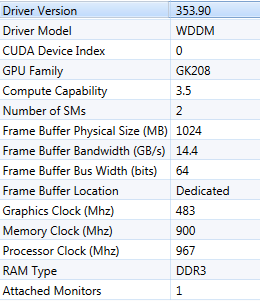 Driver Version 353.90
Driver Model WDDM
CUDA Device Index 0
GPU Family GK208
Compute Capability 3.5
Number of SMs 2
Frame Buffer Physical Size (MB) 1024
Frame Buffer Bandwidth (GB/s) 14.4
Frame Buffer Bus Width (bits) 64
Frame Buffer Location Dedicated
Graphics Clock (Mhz) 483
Memory Clock (Mhz) 900
Processor Clock (Mhz) 967
RAM Type DDR3
Attached Monitors 1